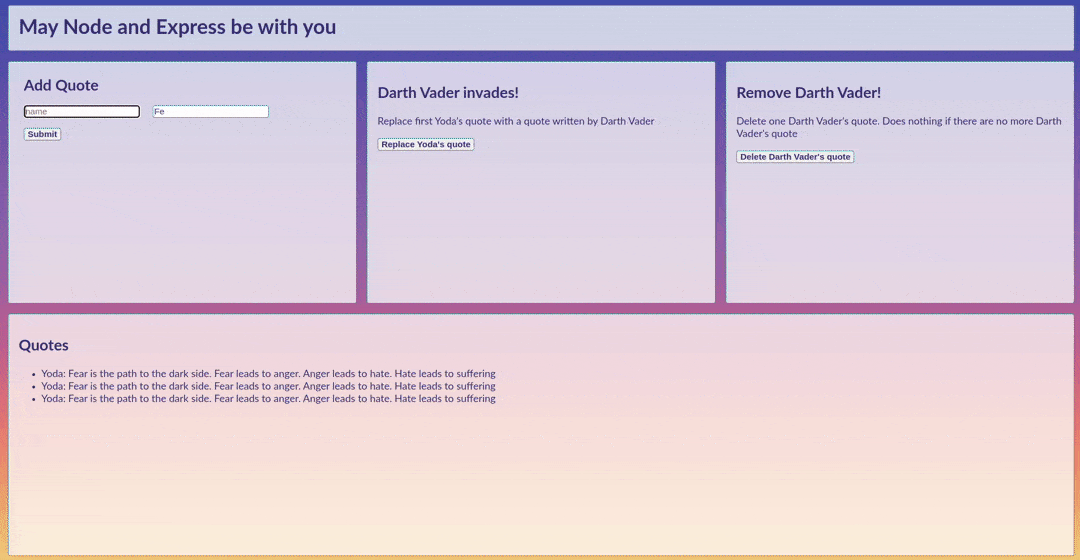 May Node and Express be with you
Add Quote
name
Fe
Submit
Darth Vader invades!
Replace first Yoda's quote with a quote written by Darth Vader
Replace Yoda's quote
Remove Darth Vader!
Delete one Darth Vader's quote. Does nothing if there are no more Darth
Vader's quote
Delete Darth Vader's quote
Quotes
• Yoda: Fear is the path to the dark side. Fear leads to anger. Anger leads to hate. Hate leads to suffering
• Yoda: Fear is the path to the dark side. Fear leads to anger. Anger leads to hate. Hate leads to suffering
• Yoda: Fear is the path to the dark side. Fear leads to anger. Anger leads to hate. Hate leads to suffering